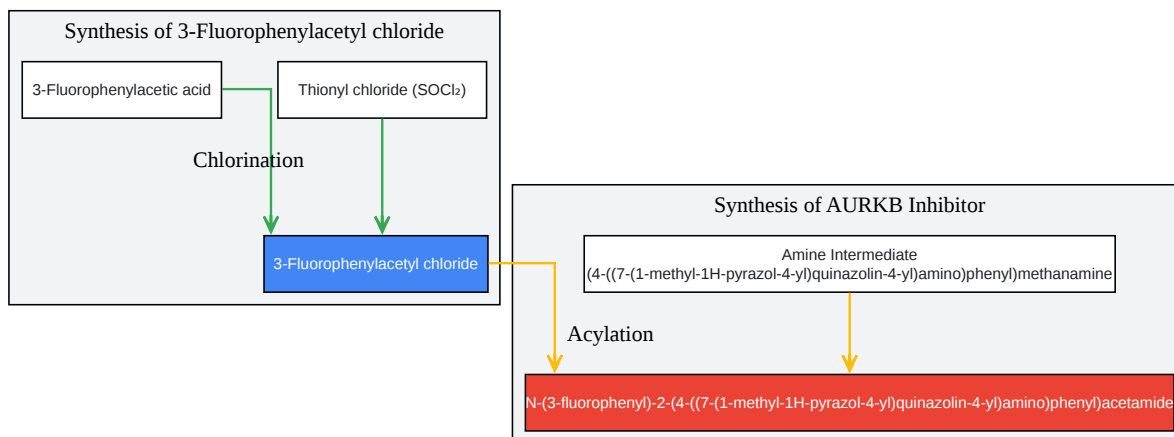 Synthesis of 3-Fluorophenylacetyl chloride
3-Fluorophenylacetic acid
Thionyl chloride (SOCl₂)
Chlorination
3-Fluorophenylacetyl chloride
Synthesis of AURKB Inhibitor
Amine Intermediate
(4-((7-(1-methyl-1H-pyrazol-4-yl)quinazolin-4-yl)amino)phenyl)methanamine
Acylation
N-(3-fluorophenyl)-2-(4-((7-(1-methyl-1H-pyrazol-4-yl)quinazolin-4-yl)amino)phenyl)acetamide